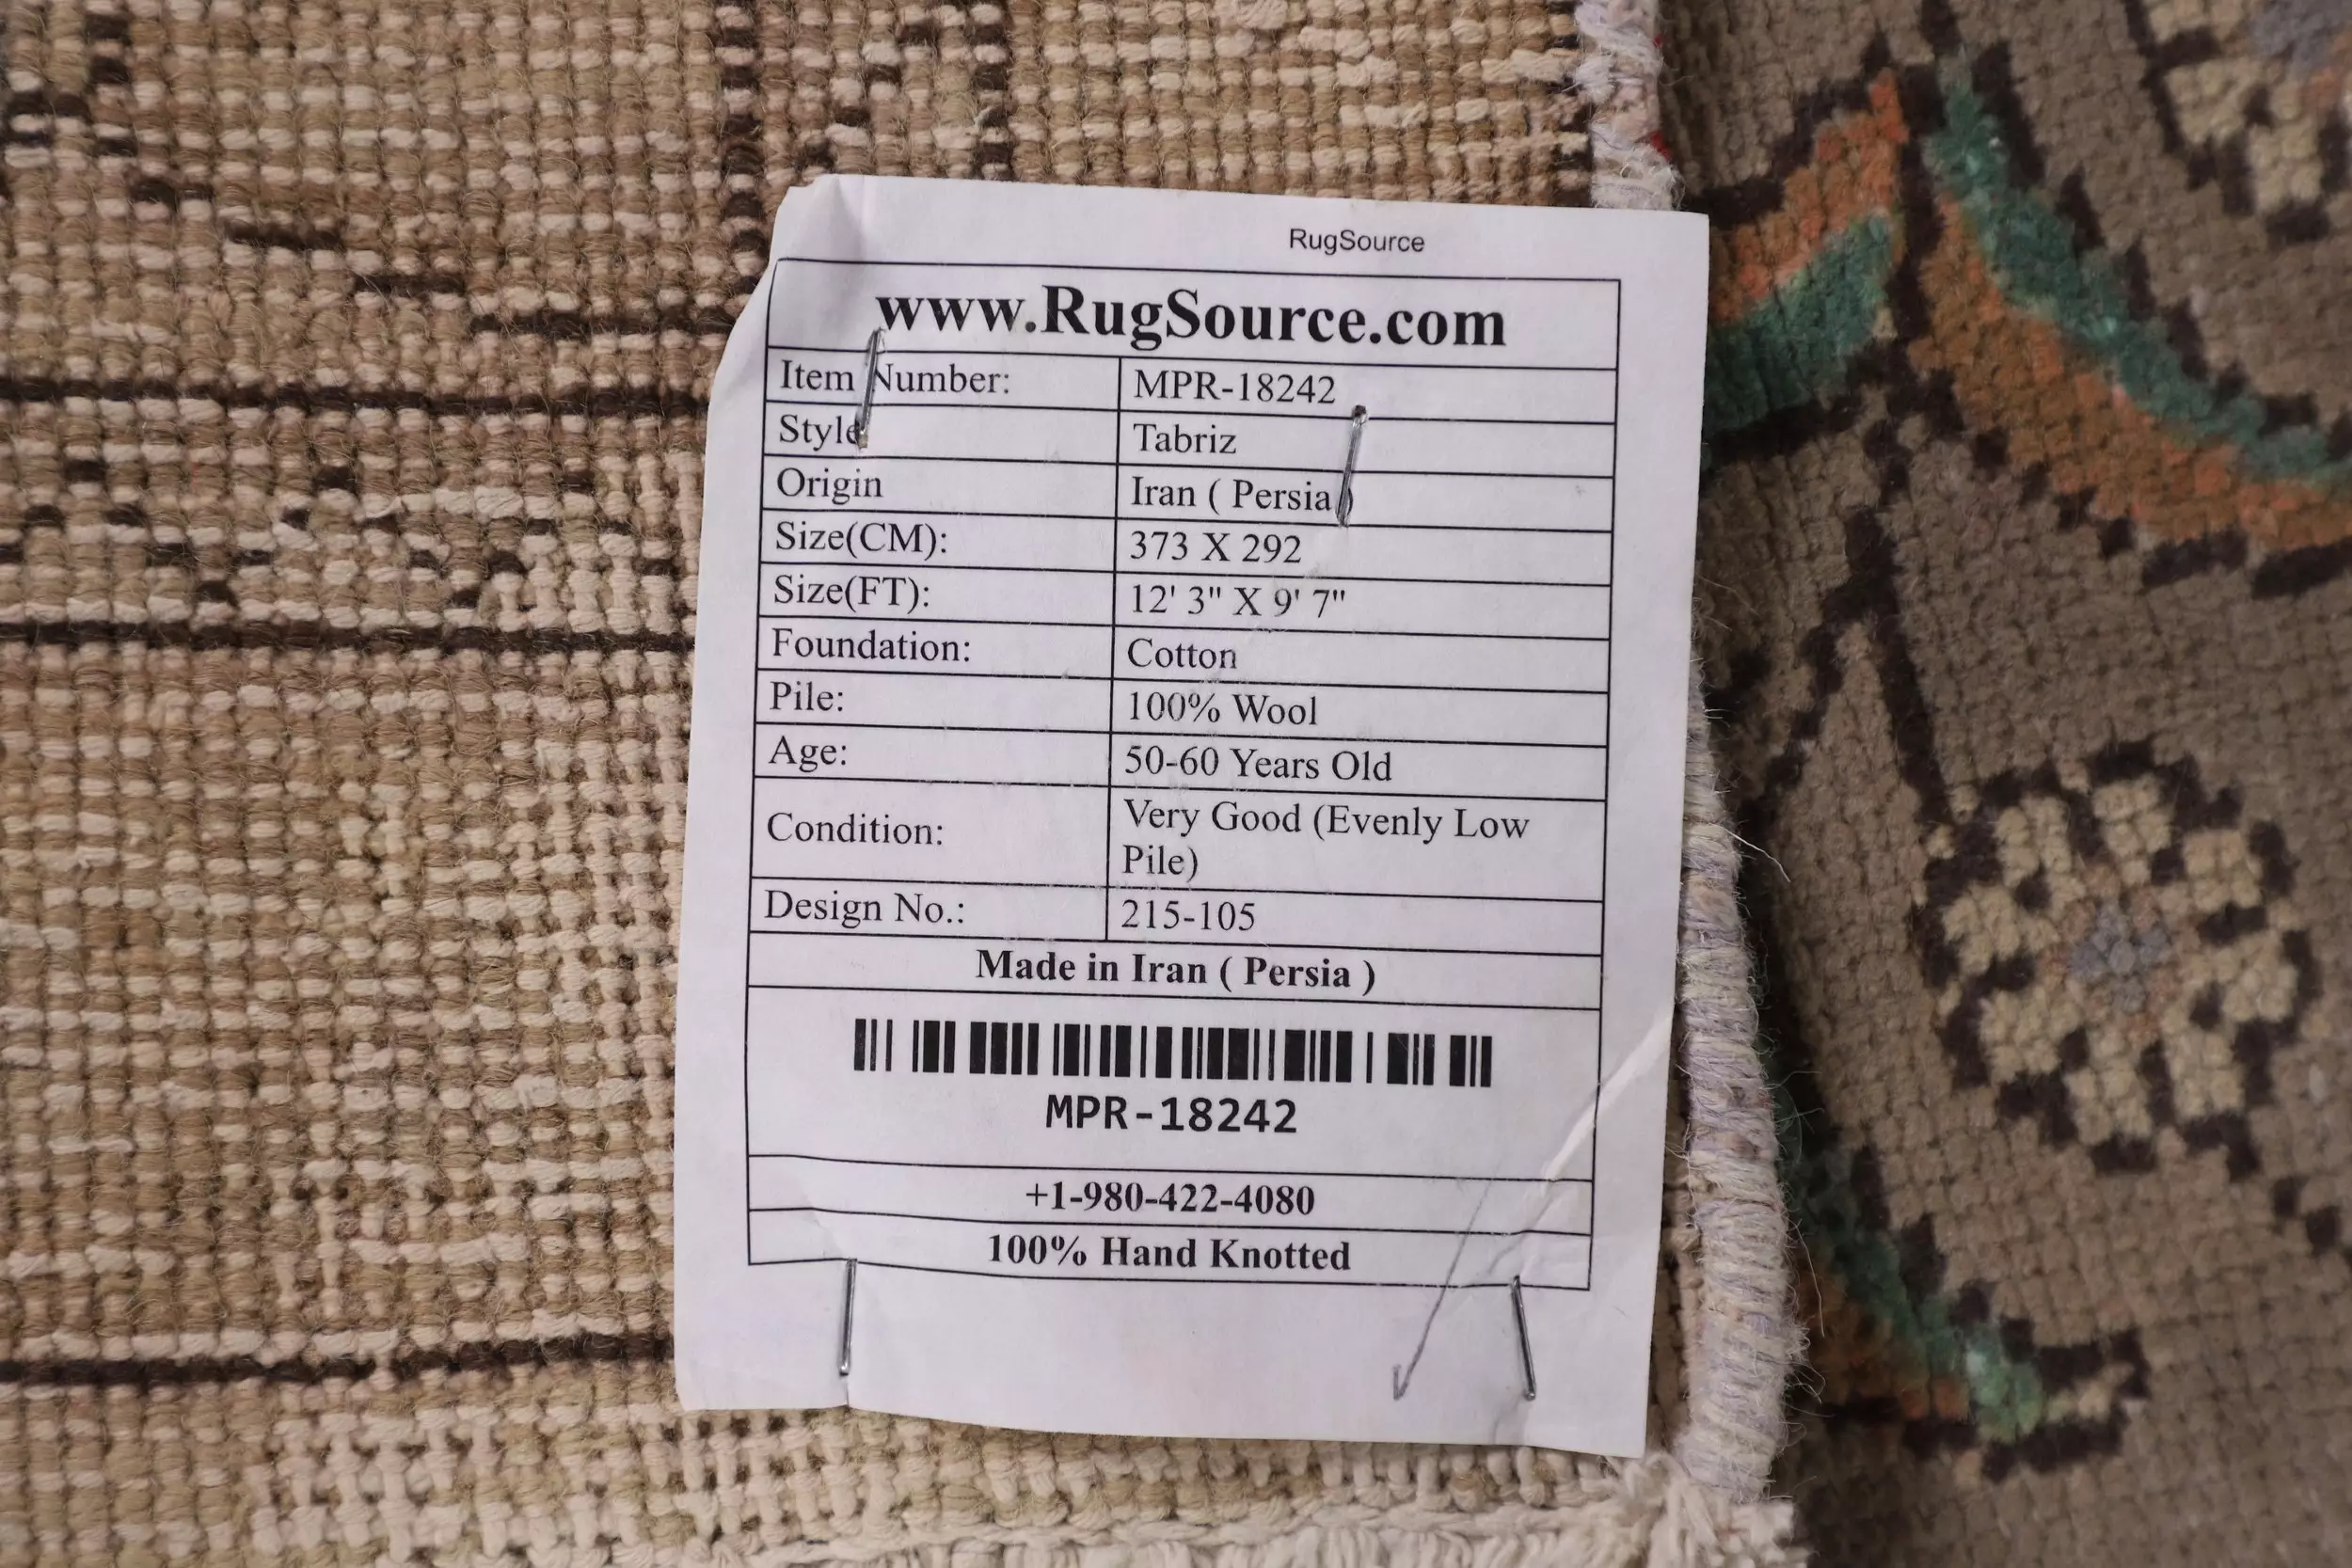 RugSource
www.RugSource.com
Item Number: MPR-18242
Style Tabriz
Origin Iran ( Persia )
Size(CM): 373 X 292
Size(FT): 12' 3" X 9' 7"
Foundation: Cotton
Pile: 100% Wool
Age: 50-60 Years Old
Condition: Very Good (Evenly Low
Pile)
Design No.: 215-105
Made in Iran ( Persia )
MPR-18242
+1-980-422-4080
100% Hand Knotted